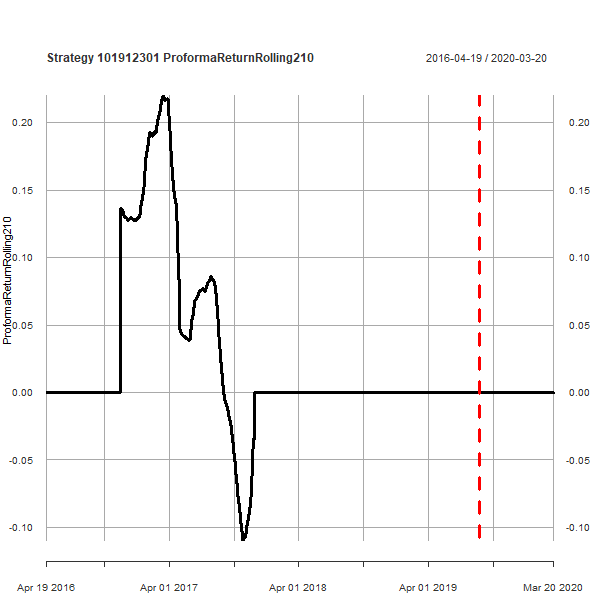 Strategy 101912301 ProformaReturnRolling210
2016-04-19 / 2020-03-20
0.20
0.20
0.15
0.15
0.10
0.10
ProformaReturnRolling210
0.05
0.05
0.00
0.00
-0.05
-0.05
-0.10
-0.10
Apr 19 2016
Apr 01 2017
Apr 01 2018
Apr 01 2019
Mar 20 2020